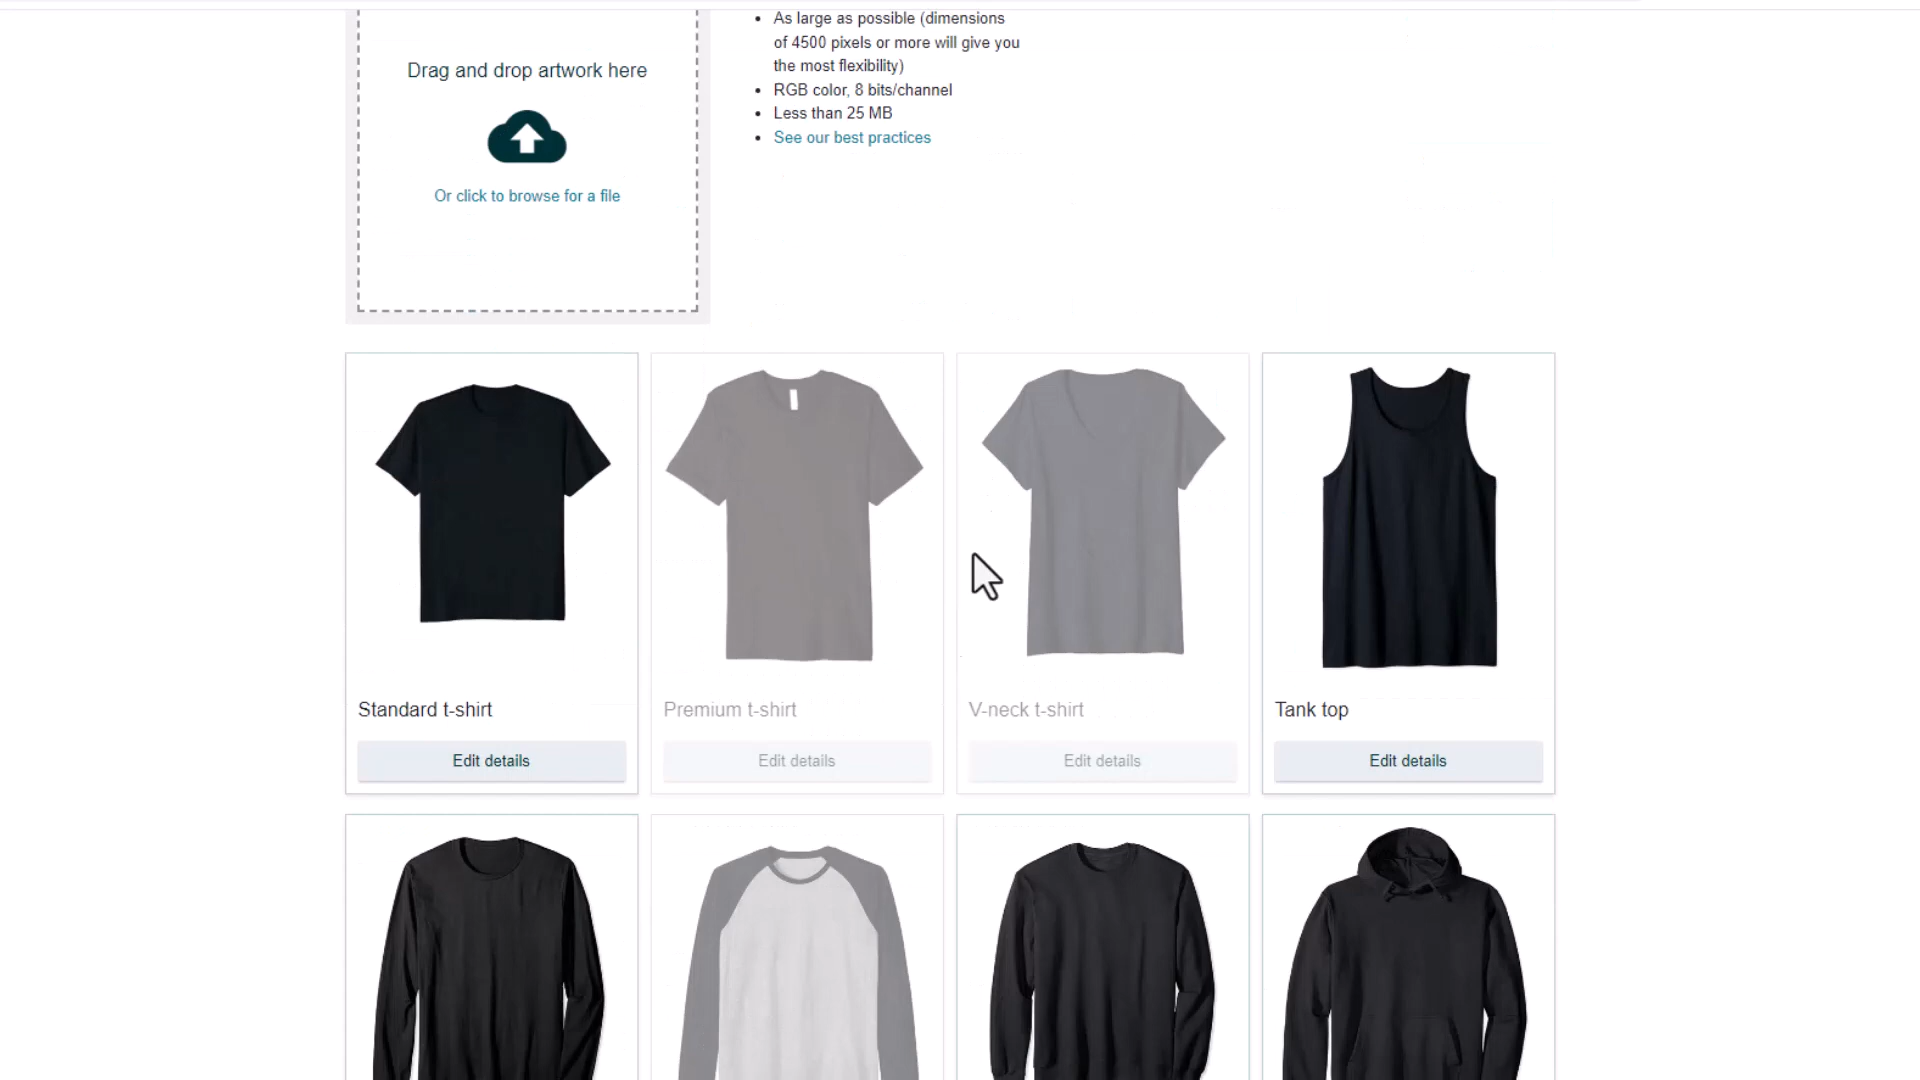 Drag and drop artwork here
Or click to browse for a file
As large as possible (dimensions
of 4500 pixels or more will give you
the most flexibility)
RGB color, 8 bits/channel
Less than 25 MB
See our best practices
Standard t-shirt
Edit details
Premium t-shirt
Edit details
V-neck t-shirt
Edit details
Tank top
Edit details